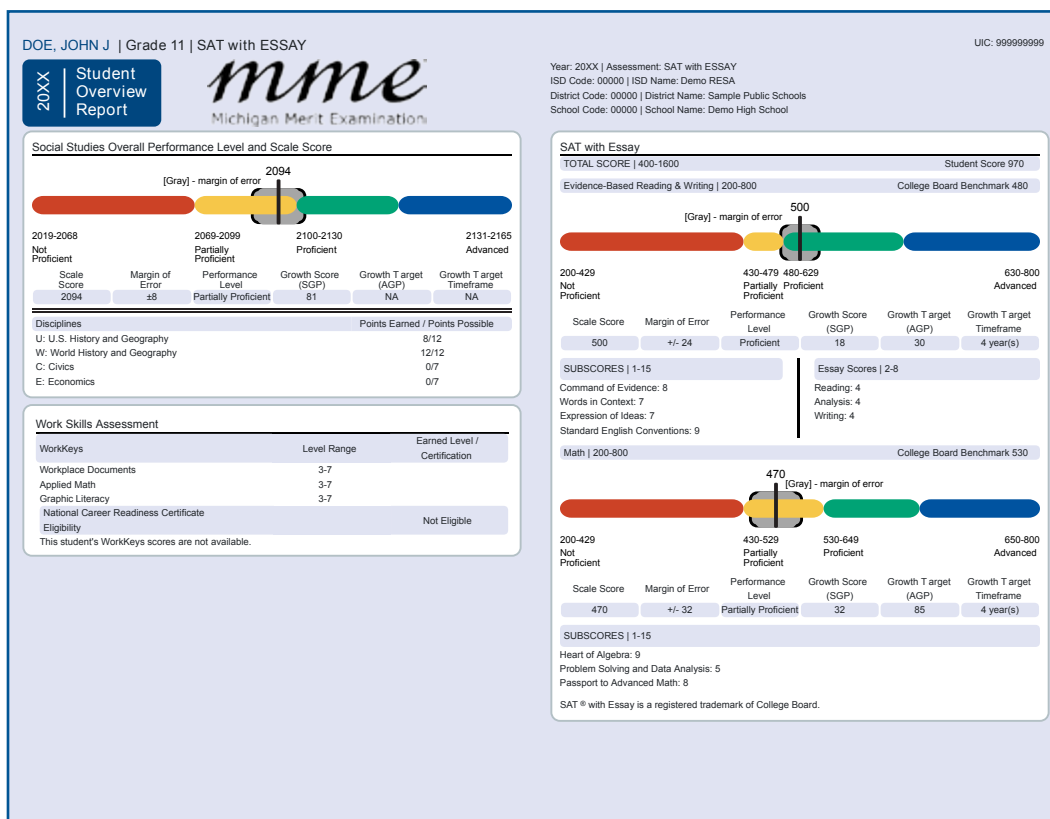 DOE, JOHN J | Grade 11 | SAT with ESSAY
UIC: 999999999
20XX
Student
Overview
Report
mme
Michigan Merit Examination
Year: 20XX | Assessment: SAT with ESSAY
ISD Code: 00000 | ISD Name: Demo RESA
District Code: 00000 | District Name: Sample Public Schools
School Code: 00000 | School Name: Demo High School
Social Studies Overall Performance Level and Scale Score
2094
[Gray] - margin of error
2019-2068 2069-2099 2100-2130 2131-2165
Not Partially Proficient Advanced
Proficient Proficient
Scale Margin of Performance Growth Score Growth T arget Growth T arget
Score Error Level (SGP) (AGP) Timeframe
2094 ±8 Partially Proficient 81 NA NA
Disciplines Points Earned / Points Possible
U: U.S. History and Geography 8/12
W: World History and Geography 12/12
C: Civics 0/7
E: Economics 0/7
Work Skills Assessment
WorkKeys Level Range Earned Level /
Certification
Workplace Documents 3-7
Applied Math 3-7
Graphic Literacy 3-7
National Career Readiness Certificate
Eligibility Not Eligible
This student's WorkKeys scores are not available.
SAT with Essay
TOTAL SCORE | 400-1600 Student Score 970
Evidence-Based Reading & Writing | 200-800 College Board Benchmark 480
500
[Gray] - margin of error
200-429 430-479 480-629 630-800
Not Partially Proficient Advanced
Proficient Proficient
Scale Score Margin of Error Performance Growth Score Growth T arget Growth T arget
Level (SGP) (AGP) Timeframe
500 +/- 24 Proficient 18 30 4 year(s)
SUBSCORES | 1-15
Command of Evidence: 8
Words in Context: 7
Expression of Ideas: 7
Standard English Conventions: 9
Essay Scores | 2-8
Reading: 4
Analysis: 4
Writing: 4
Math | 200-800 College Board Benchmark 530
470
[Gray] - margin of error
200-429 430-529 530-649 650-800
Not Partially Proficient Advanced
Proficient Proficient
Scale Score Margin of Error Performance Growth Score Growth T arget Growth T arget
Level (SGP) (AGP) Timeframe
470 +/- 32 Partially Proficient 32 85 4 year(s)
SUBSCORES | 1-15
Heart of Algebra: 9
Problem Solving and Data Analysis: 5
Passport to Advanced Math: 8
SAT ® with Essay is a registered trademark of College Board.